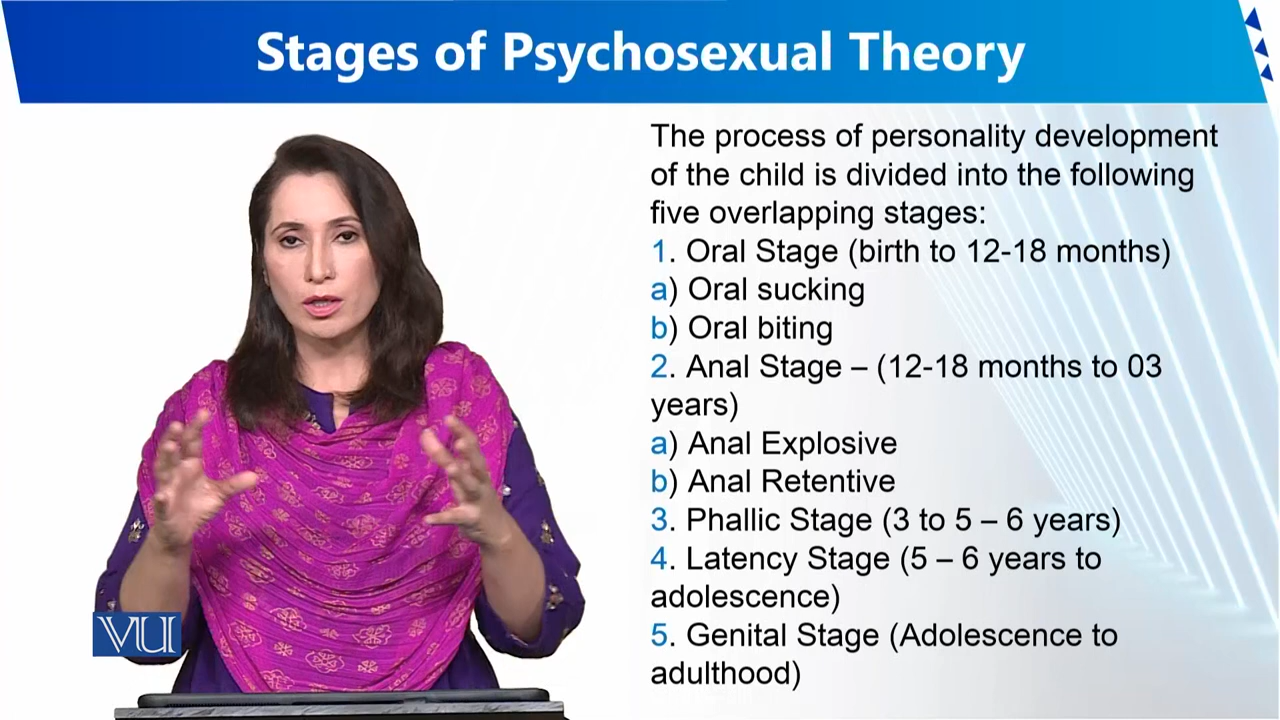 Stages of Psychosexual Theory
The process of personality development
of the child is divided into the following
five overlapping stages:
1. Oral Stage (birth to 12-18 months)
a) Oral sucking
b) Oral biting
2. Anal Stage – (12-18 months to 03
years)
a) Anal Explosive
b) Anal Retentive
3. Phallic Stage (3 to 5 – 6 years)
4. Latency Stage (5 – 6 years to
adolescence)
5. Genital Stage (Adolescence to
adulthood)
VU